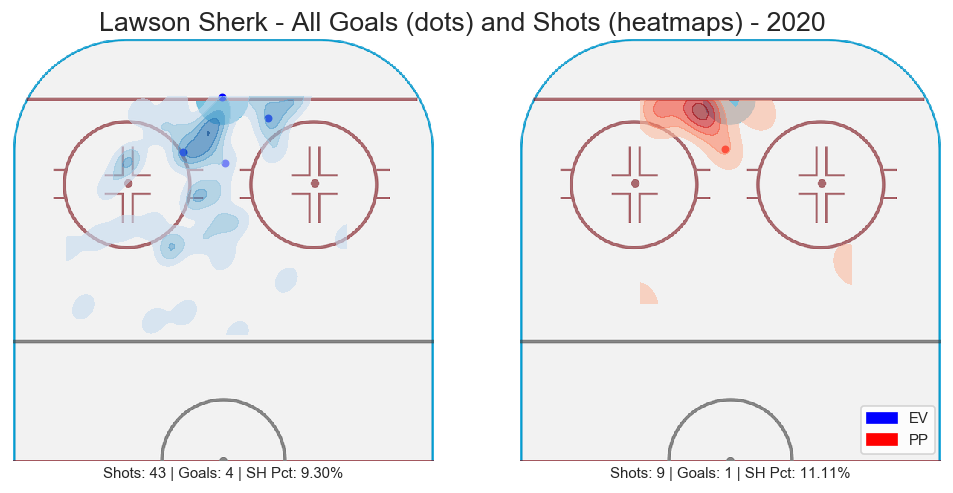 Lawson Sherk - All Goals (dots) and Shots (heatmaps) - 2020
EV
PP
Shots: 43 | Goals: 4 | SH Pct: 9.30%
Shots: 9 | Goals: 1 | SH Pct: 11.11%